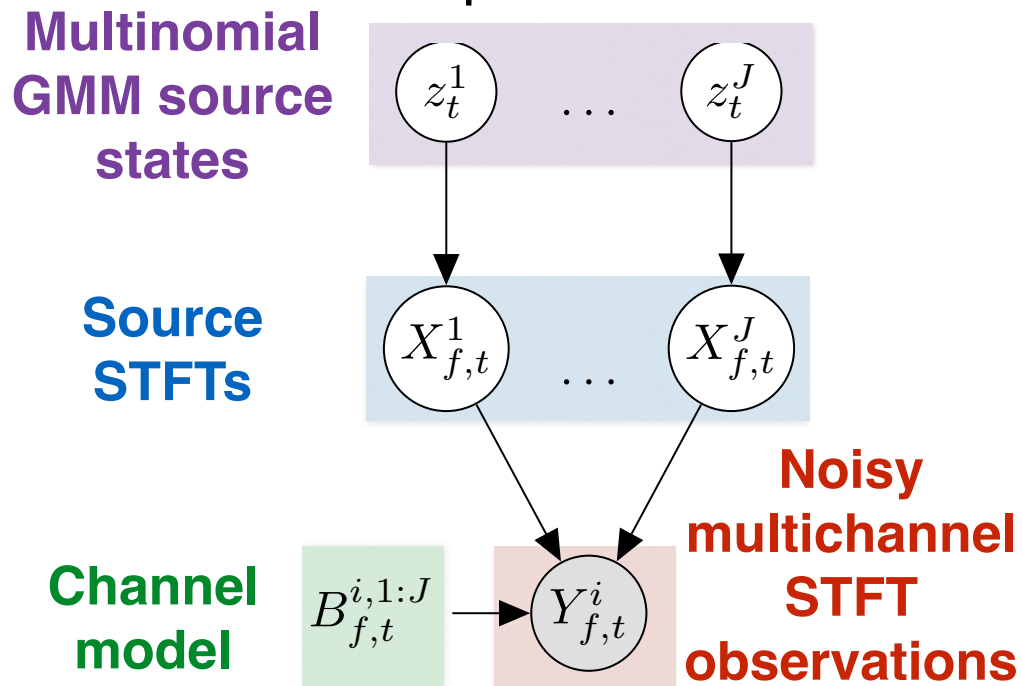 Multinomial
GMM source
states
z_t^1 ... z_t^J
Source
STFTs
X_{f,t}^1 ... X_{f,t}^J
Noisy
multichannel
STFT
observations
Channel
model
B_{f,t}^{i,1:J}
Y_{f,t}^i